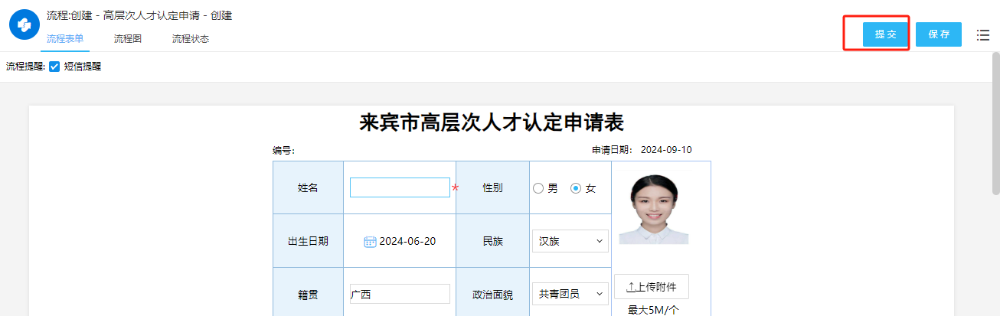 流程:创建 - 高层次人才认定申请 - 创建
流程表单 流程图 流程状态
提交 保存
流程提醒: 短信提醒
来宾市高层次人才认定申请表
编号: 申请日期: 2024-09-10
姓名 * 性别 男 女
出生日期 2024-06-20 民族 汉族
籍贯 广西 政治面貌 共青团员
上传附件
最大5M/个